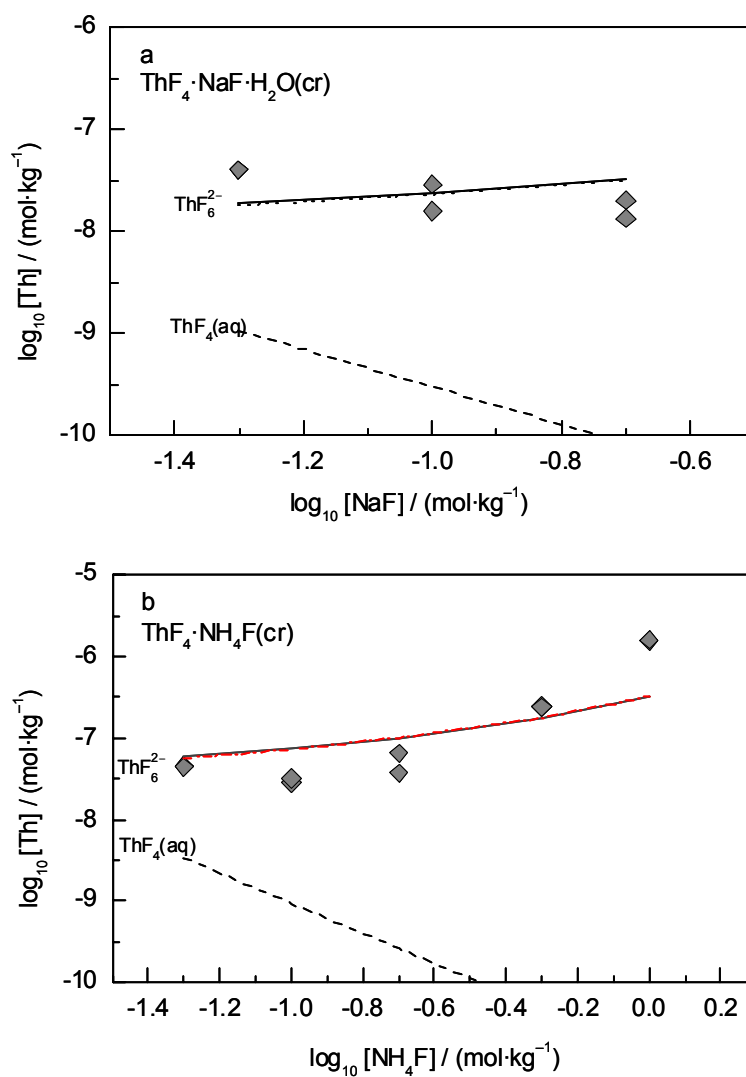 a
ThF₄·NaF·H₂O(cr)
-6
-7
-8
-9
-10
ThF₆²⁻
ThF₄(aq)
log₁₀ [Th] / (mol·kg⁻¹)
-1.4 -1.2 -1.0 -0.8 -0.6
log₁₀ [NaF] / (mol·kg⁻¹)
b
ThF₄·NH₄F(cr)
-5
-6
-7
-8
-9
-10
ThF₆²⁻
ThF₄(aq)
log₁₀ [Th] / (mol·kg⁻¹)
-1.4 -1.2 -1.0 -0.8 -0.6 -0.4 -0.2 0.0 0.2
log₁₀ [NH₄F] / (mol·kg⁻¹)